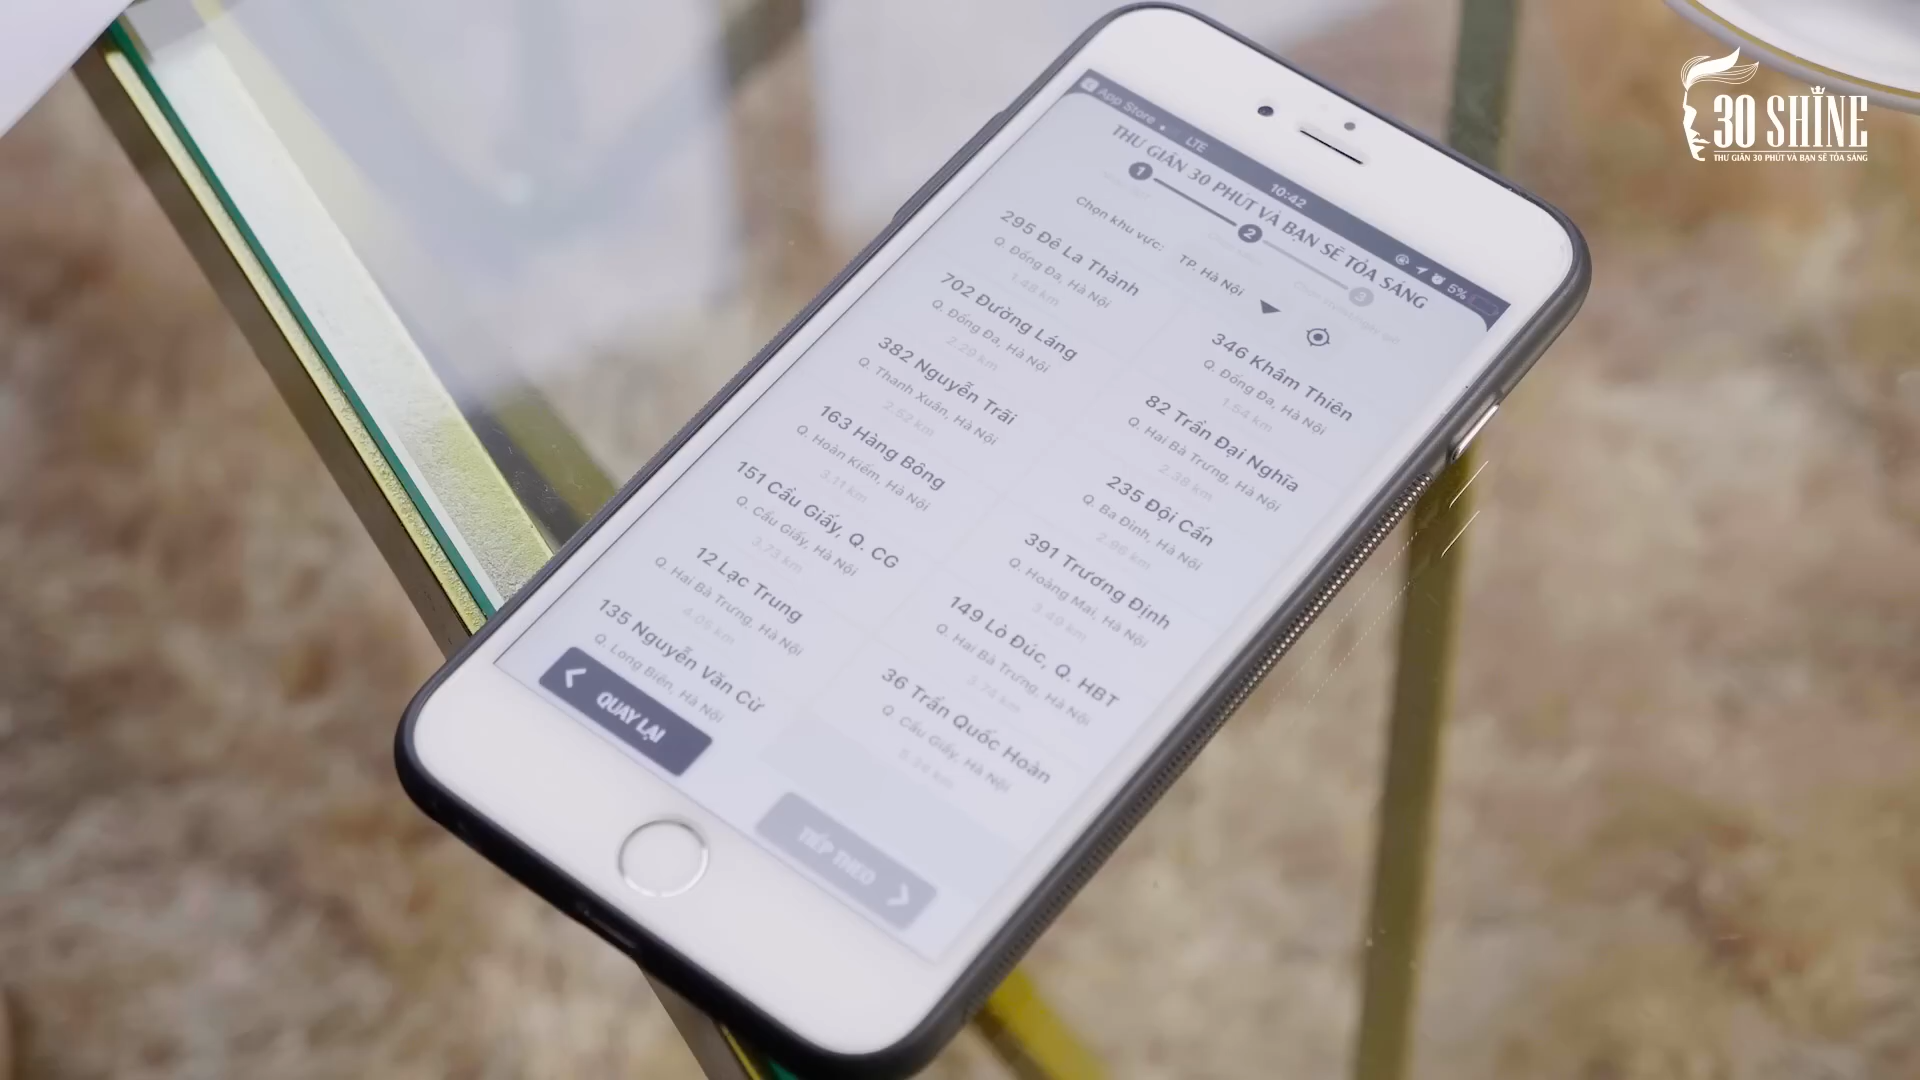 30 SHINE
THƯ GIÃN 30 PHÚT VÀ BẠN SẼ TỎA SÁNG
App Store
LTE
10:42
5%
THƯ GIÃN 30 PHÚT VÀ BẠN SẼ TỎA SÁNG
1
2
3
Chọn khu vực:
TP. Hà Nội
295 Đê La Thành
Q. Đống Đa, Hà Nội
1.48 km
346 Khâm Thiên
Q. Đống Đa, Hà Nội
1.54 km
702 Đường Láng
Q. Đống Đa, Hà Nội
2.29 km
82 Trần Đại Nghĩa
Q. Hai Bà Trưng, Hà Nội
2.38 km
382 Nguyễn Trãi
Q. Thanh Xuân, Hà Nội
2.52 km
235 Đội Cấn
Q. Ba Đình, Hà Nội
2.96 km
163 Hàng Bông
Q. Hoàn Kiếm, Hà Nội
3.11 km
391 Trương Định
Q. Hoàng Mai, Hà Nội
3.49 km
151 Cầu Giấy, Q. CG
Q. Cầu Giấy, Hà Nội
3.73 km
149 Lò Đúc, Q. HBT
Q. Hai Bà Trưng, Hà Nội
3.74 km
12 Lạc Trung
Q. Hai Bà Trưng, Hà Nội
4.05 km
36 Trần Quốc Hoàn
Q. Cầu Giấy, Hà Nội
135 Nguyễn Văn Cừ
Q. Long Biên, Hà Nội
QUAY LẠI
TIẾP THEO